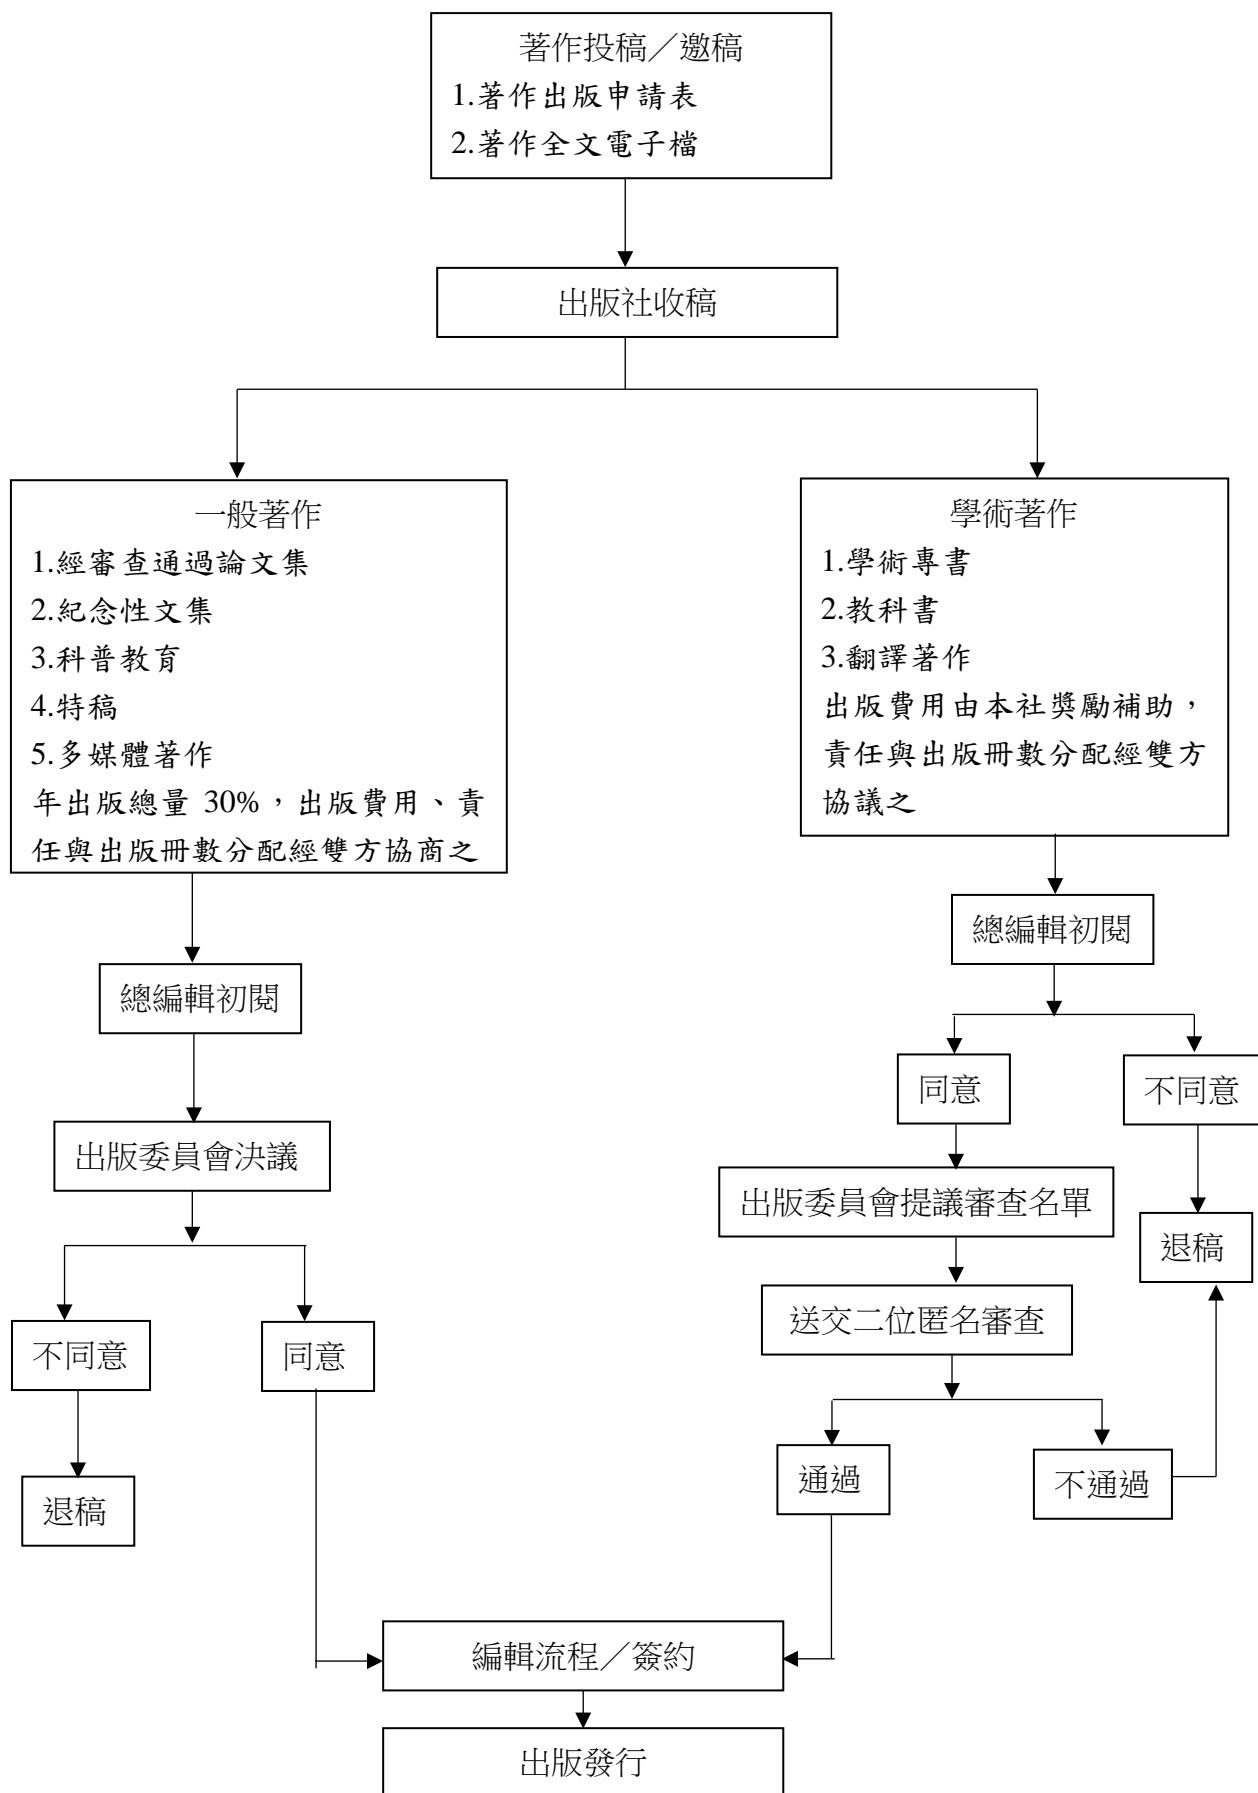 著作投稿／邀稿
1.著作出版申請表
2.著作全文電子檔
出版社收稿
一般著作
1.經審查通過論文集
2.紀念性文集
3.科普教育
4.特稿
5.多媒體著作
年出版總量 30%，出版費用、責
任與出版冊數分配經雙方協商之
總編輯初閱
出版委員會決議
不同意
同意
退稿
學術著作
1.學術專書
2.教科書
3.翻譯著作
出版費用由本社獎勵補助，
責任與出版冊數分配經雙方
協議之
總編輯初閱
同意
不同意
出版委員會提議審查名單
退稿
送交二位匿名審查
通過
不通過
編輯流程／簽約
出版發行